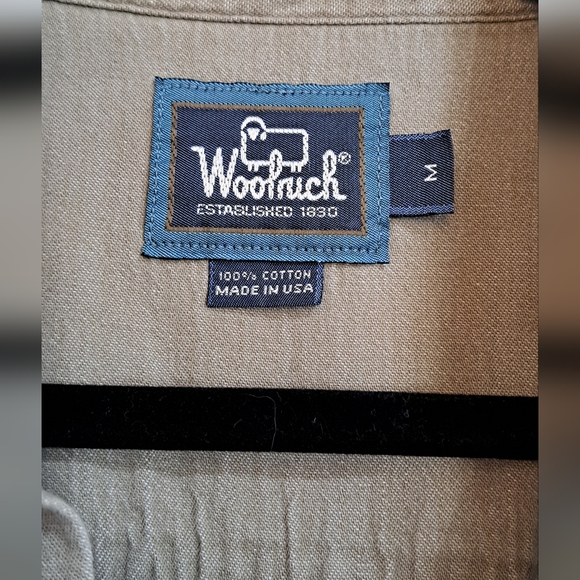 Woolrich®
ESTABLISHED 1830
M
100% COTTON
MADE IN USA